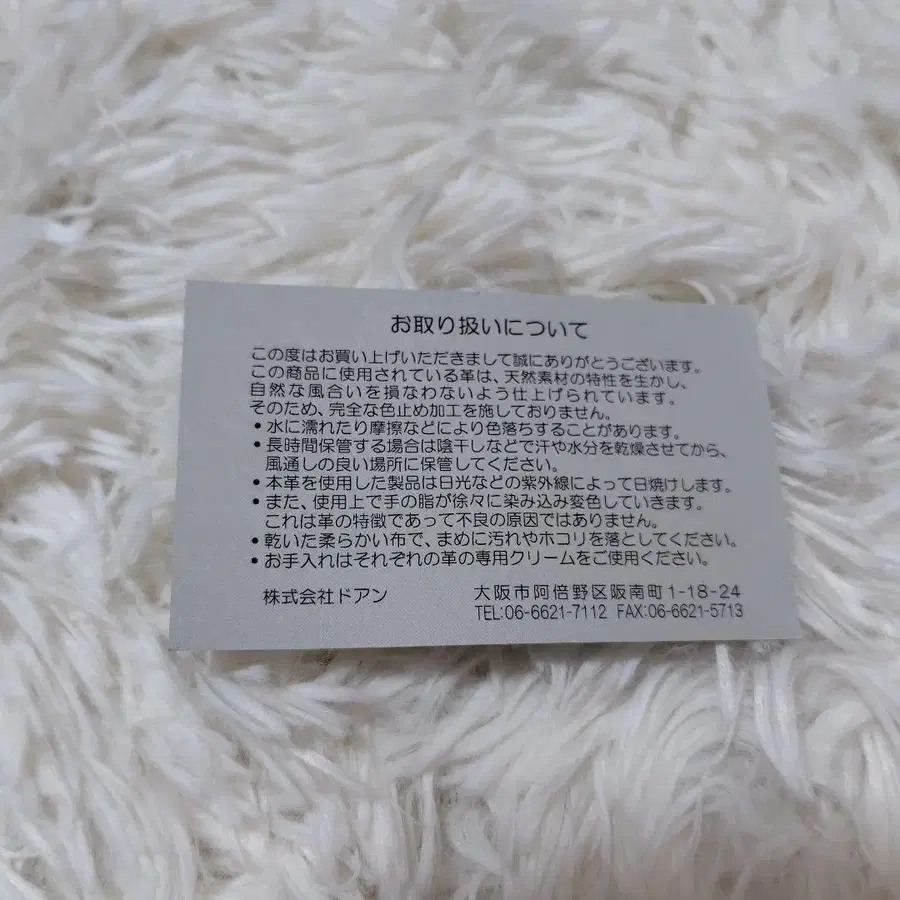 お取り扱いについて
この度はお買い上げいただきまして誠にありがとうございます。
この商品に使用されている革は、天然素材の特性を生かし、
自然な風合いを損なわないよう仕上げられています。
そのため、完全な色止め加工を施しておりません。
•水に濡れたり摩擦などにより色落ちすることがあります。
•長時間保管する場合は陰干しなどで汗や水分を乾燥させてから、
風通しの良い場所に保管してください。
•本革を使用した製品は日光などの紫外線によって日焼けします。
•また、使用上で手の脂が徐々に染み込み変色していきます。
これは革の特徴であって不良の原因ではありません。
•乾いた柔らかい布で、まめに汚れやホコリを落としてください。
•お手入れはそれぞれの革の専用クリームをご使用ください。
株式会社ドアン 大阪市阿倍野区阪南町1-18-24
TEL:06-6621-7112 FAX:06-6621-5713